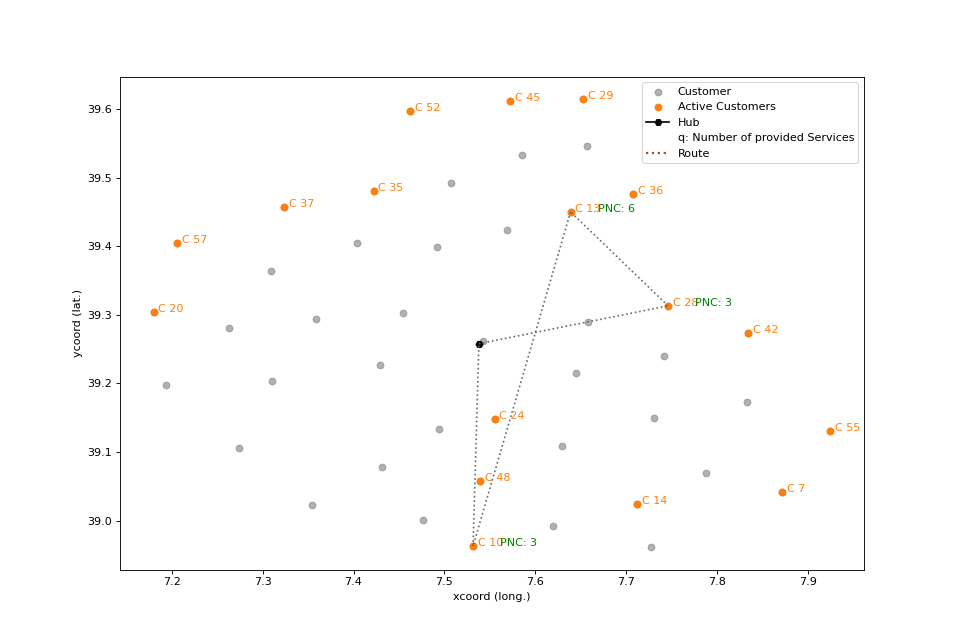 39.6
39.5
39.4
39.3
39.2
39.1
39.0
ycoord (lat.)
7.2
7.3
7.4
7.5
7.6
7.7
7.8
7.9
xcoord (long.)
Customer
Active Customers
Hub
q: Number of provided Services
Route
C 52
C 45
C 29
C 35
C 36
C 37
C 13
PNC: 6
C 57
C 20
C 28
PNC: 3
C 42
C 24
C 55
C 48
C 7
C 14
C 10
PNC: 3